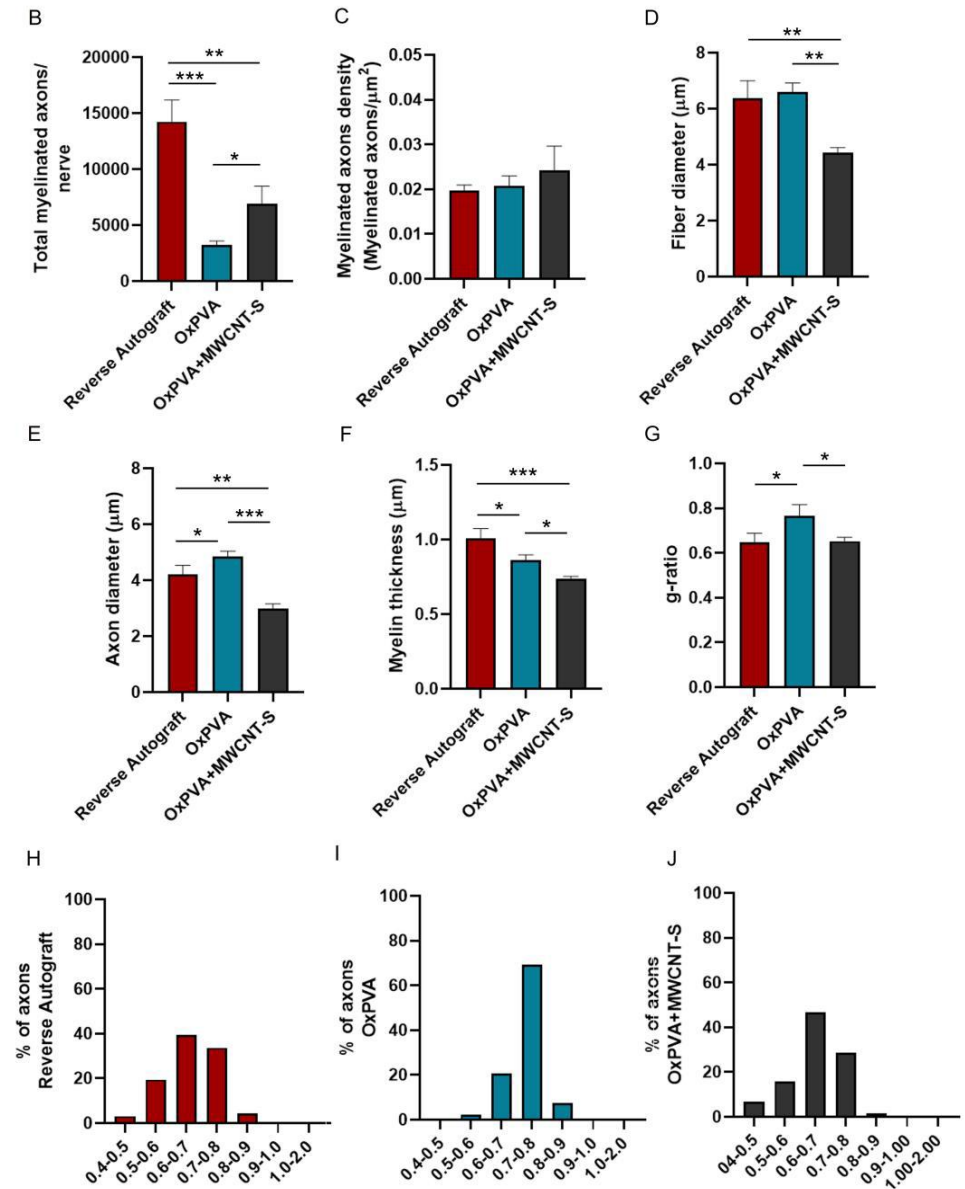 B
20000
15000
10000
5000
0
Total myelinated axons/
nerve
***
**
*
Reverse Autograft
OxPVA
OxPVA+MWCNT-S
C
0.05
0.04
0.03
0.02
0.01
0.00
Myelinated axons density
(Myelinated axons/μm²)
Reverse Autograft
OxPVA
OxPVA+MWCNT-S
D
8
6
4
2
0
Fiber diameter (μm)
**
**
Reverse Autograft
OxPVA
OxPVA+MWCNT-S
E
8
6
4
2
0
Axon diameter (μm)
**
***
*
Reverse Autograft
OxPVA
OxPVA+MWCNT-S
F
1.5
1.0
0.5
0.0
Myelin thickness (μm)
***
*
*
Reverse Autograft
OxPVA
OxPVA+MWCNT-S
G
1.0
0.8
0.6
0.4
0.2
0.0
g-ratio
*
*
Reverse Autograft
OxPVA
OxPVA+MWCNT-S
H
100
80
60
40
20
0
% of axons
Reverse Autograft
0.4-0.5
0.5-0.6
0.6-0.7
0.7-0.8
0.8-0.9
0.9-1.0
1.0-2.0
I
100
80
60
40
20
0
% of axons
OxPVA
0.4-0.5
0.5-0.6
0.6-0.7
0.7-0.8
0.8-0.9
0.9-1.0
1.0-2.0
J
100
80
60
40
20
0
% of axons
OxPVA+MWCNT-S
04-0.5
0.5-0.6
0.6-0.7
0.7-0.8
0.8-0.9
0.9-1.00
1.00-2.00